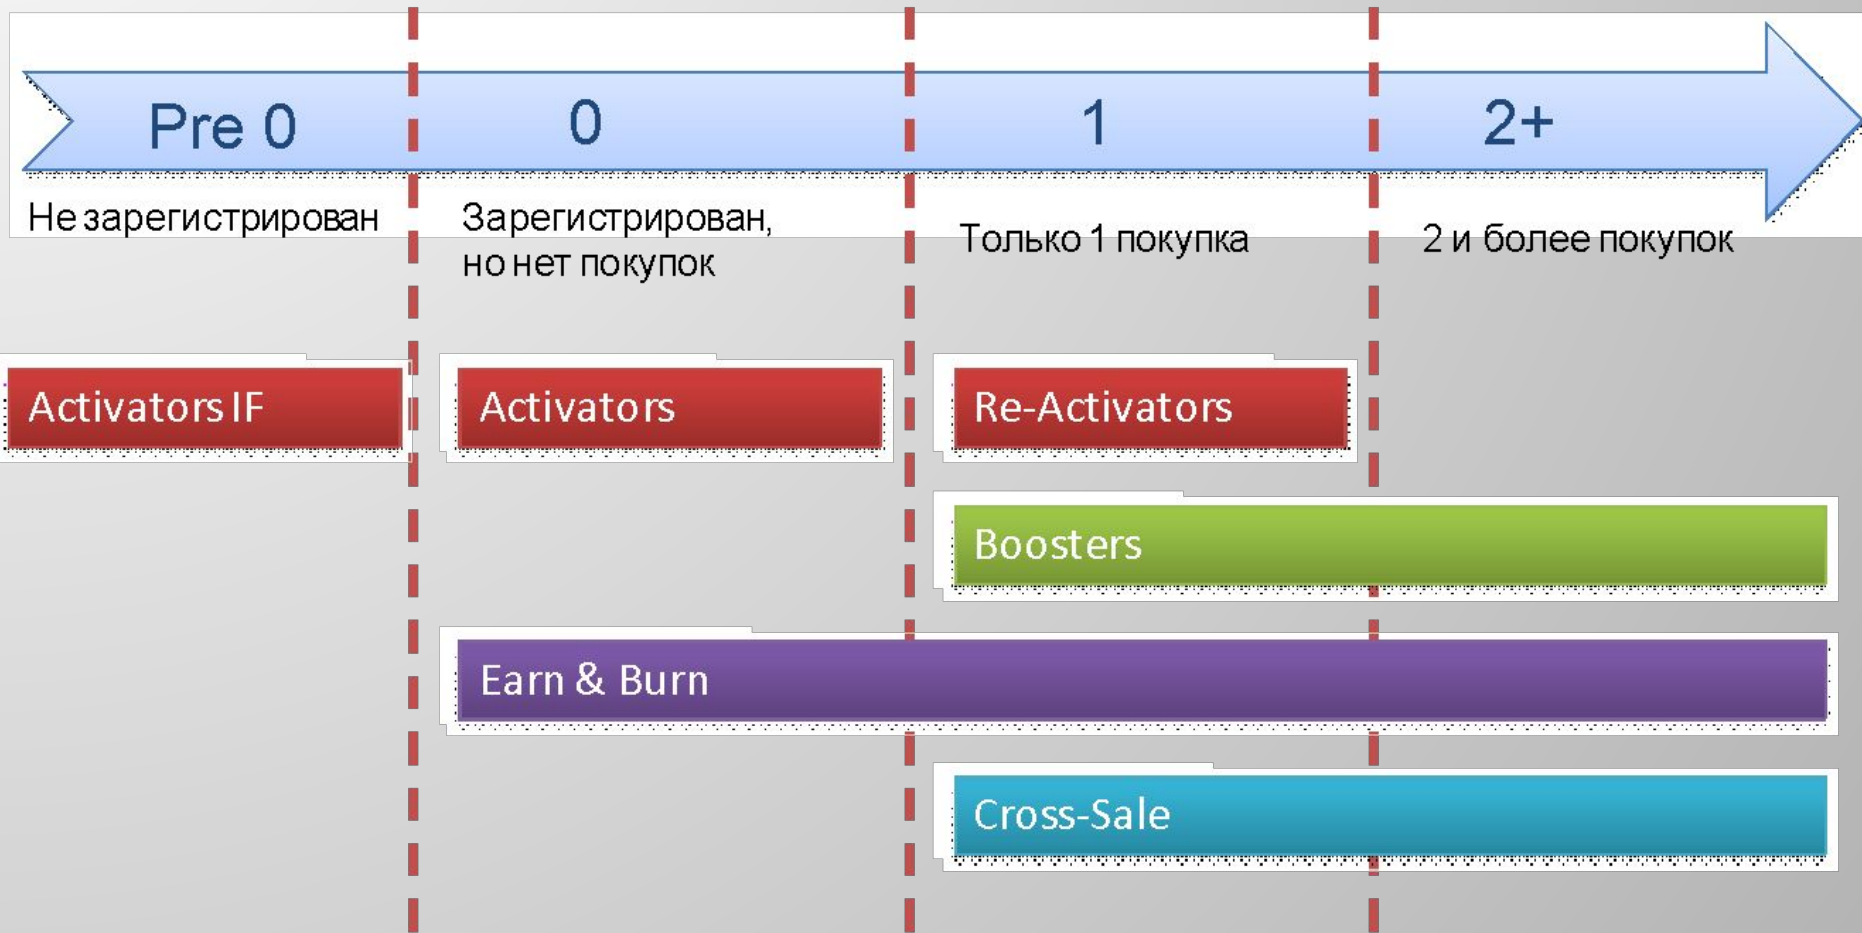 Pre 0
0
1
2+
Не зарегистрирован
Зарегистрирован,
но нет покупок
Только 1 покупка
2 и более покупок
Activators IF
Activators
Re-Activators
Boosters
Earn & Burn
Cross-Sale